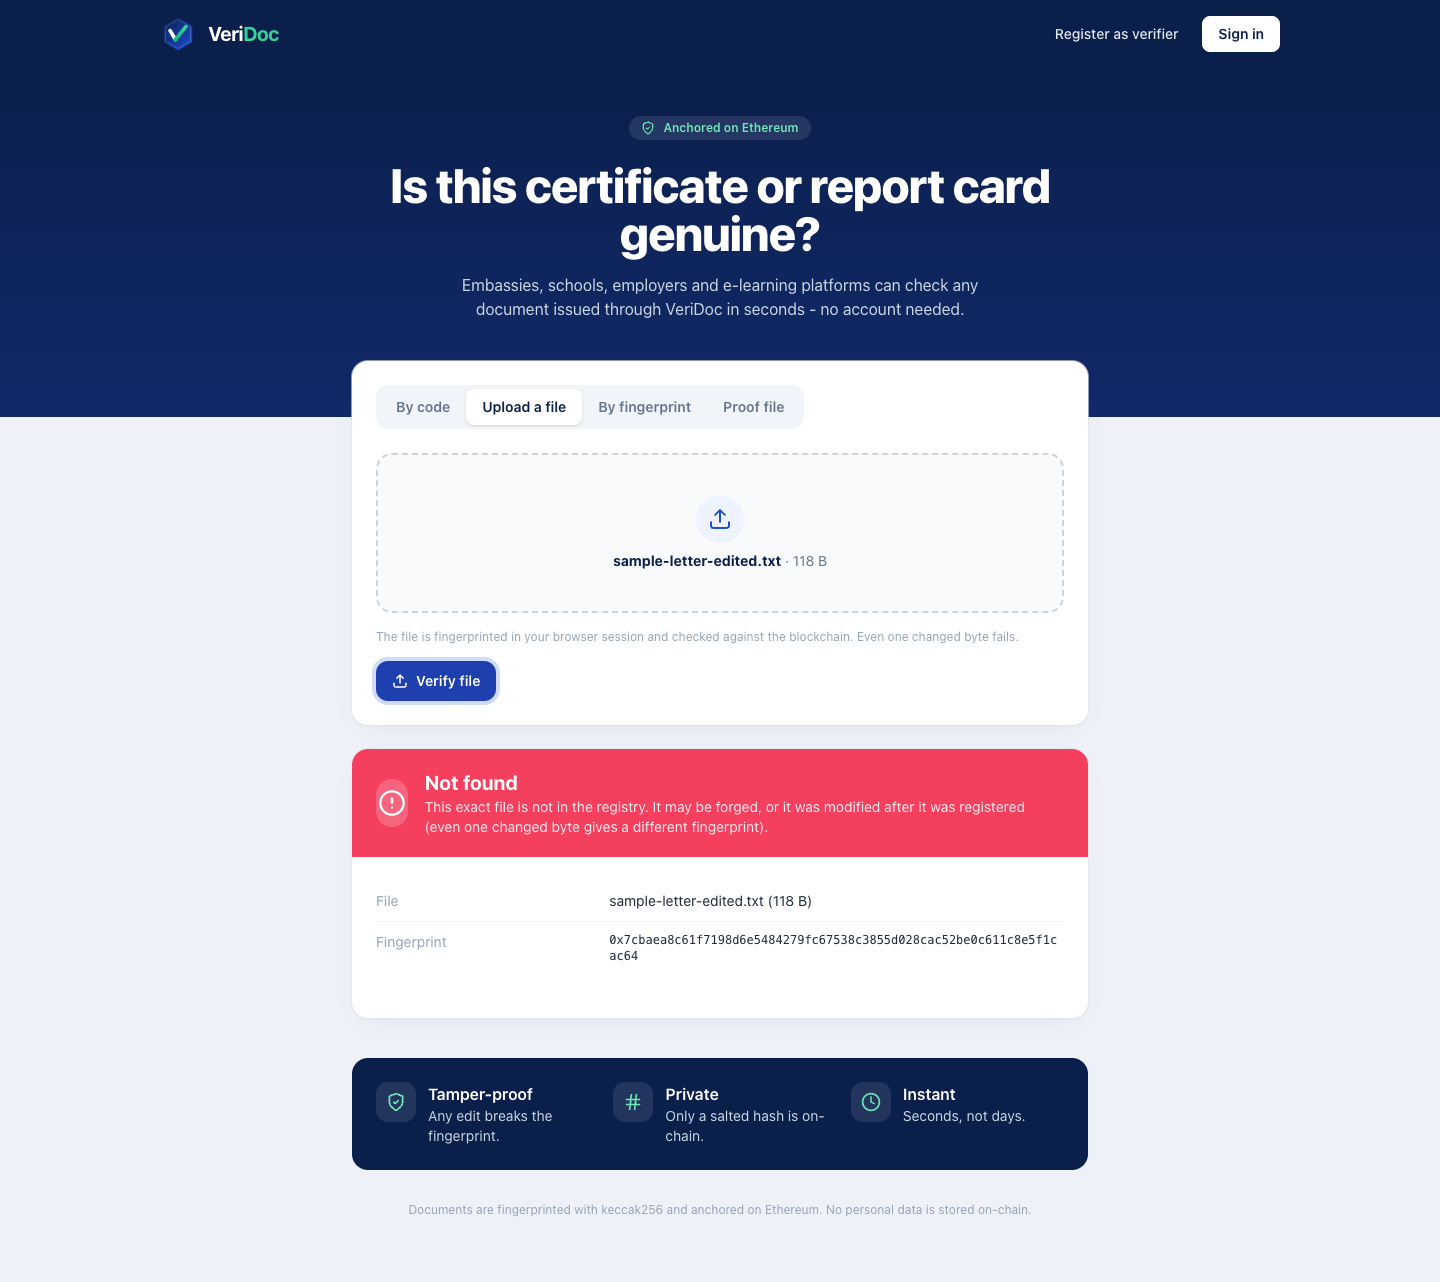 VeriDoc
Register as verifier
Sign in
Anchored on Ethereum
Is this certificate or report card
genuine?
Embassies, schools, employers and e-learning platforms can check any
document issued through VeriDoc in seconds - no account needed.
By code
Upload a file
By fingerprint
Proof file
sample-letter-edited.txt · 118 B
The file is fingerprinted in your browser session and checked against the blockchain. Even one changed byte fails.
Verify file
Not found
This exact file is not in the registry. It may be forged, or it was modified after it was registered
(even one changed byte gives a different fingerprint).
File
sample-letter-edited.txt (118 B)
Fingerprint
0x7cbaea8c61f7198d6e5484279fc67538c3855d028cac52be0c611c8e5f1c
ac64
Tamper-proof
Any edit breaks the
fingerprint.
Private
Only a salted hash is on-
chain.
Instant
Seconds, not days.
Documents are fingerprinted with keccak256 and anchored on Ethereum. No personal data is stored on-chain.